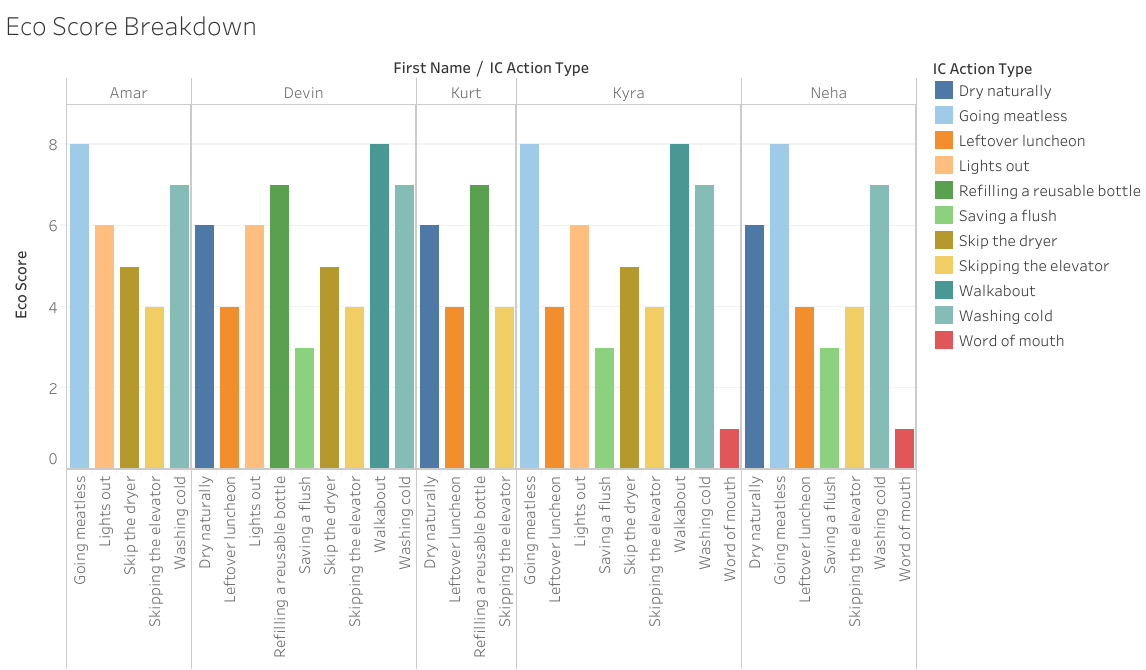 Eco Score Breakdown
First Name / IC Action Type
Amar Devin Kurt Kyra Neha
Eco Score
8
6
4
2
0
Going meatless
Lights out
Skip the dryer
Skipping the elevator
Washing cold
Dry naturally
Leftover luncheon
Lights out
Refilling a reusable bottle
Saving a flush
Skip the dryer
Skipping the elevator
Walkabout
Washing cold
Dry naturally
Leftover luncheon
Refilling a reusable bottle
Skipping the elevator
Going meatless
Leftover luncheon
Lights out
Saving a flush
Skip the dryer
Skipping the elevator
Walkabout
Washing cold
Word of mouth
Dry naturally
Going meatless
Leftover luncheon
Saving a flush
Skipping the elevator
Washing cold
Word of mouth
IC Action Type
Dry naturally
Going meatless
Leftover luncheon
Lights out
Refilling a reusable bottle
Saving a flush
Skip the dryer
Skipping the elevator
Walkabout
Washing cold
Word of mouth